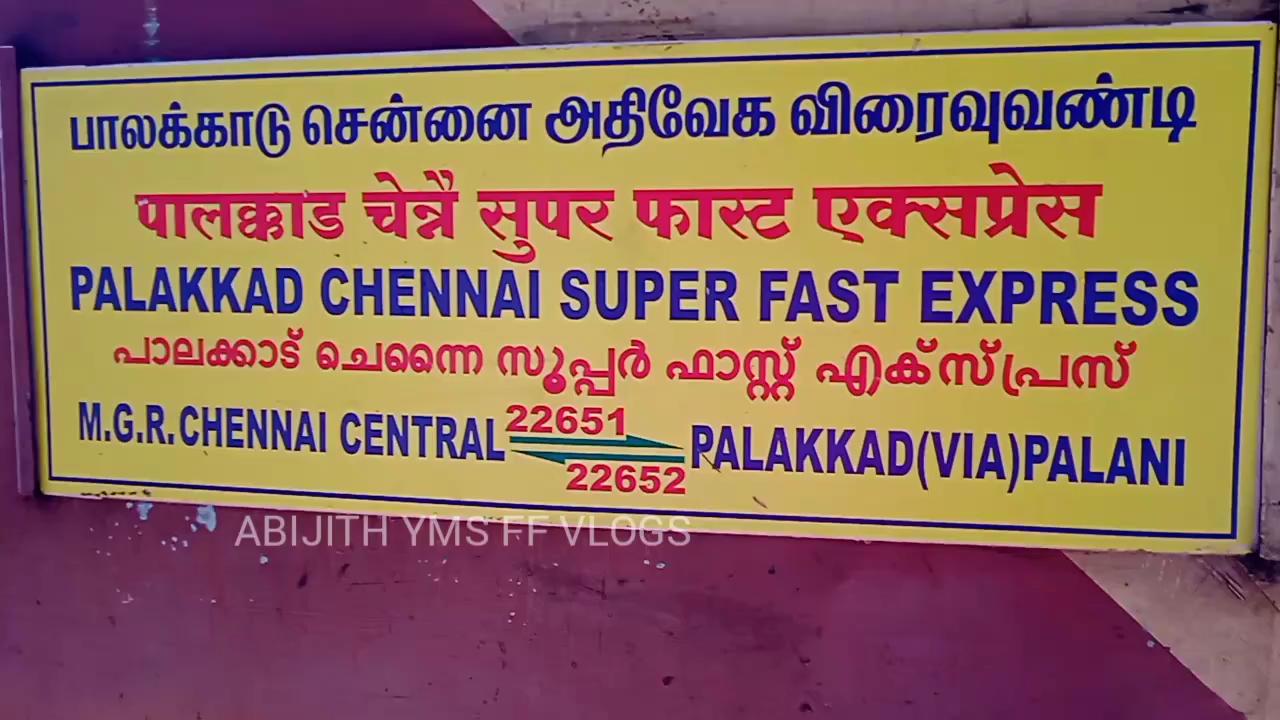 பாலக்காடு சென்னை அதிவேக விரைவுவண்டி
पालक्काड चेन्नै सुपर फास्ट एक्सप्रेस
PALAKKAD CHENNAI SUPER FAST EXPRESS
പാലക്കാട് ചെന്നൈ സൂപ്പർ ഫാസ്റ്റ് എക്സ്പ്രസ്
M.G.R. CHENNAI CENTRAL 22651 22652 PALAKKAD(VIA)PALANI
ABIJITH YMS FF VLOGS